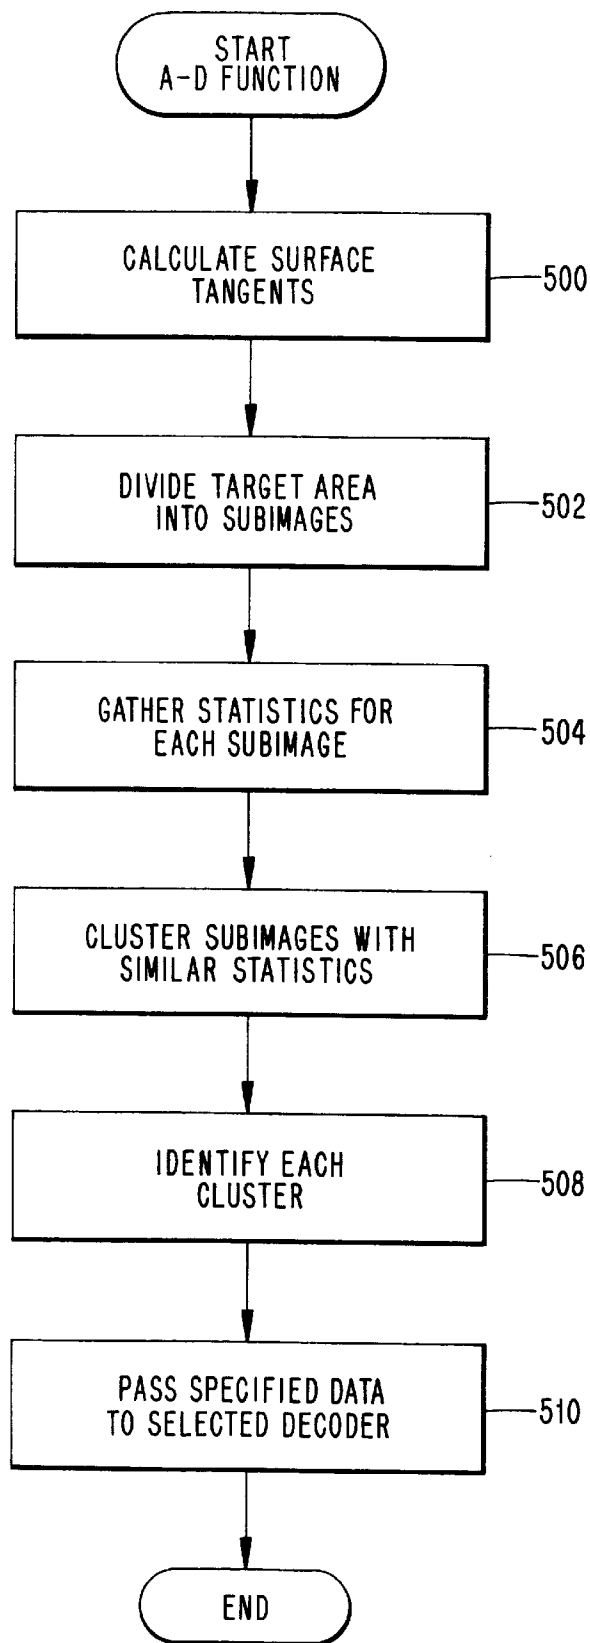 START
A-D FUNCTION
CALCULATE SURFACE
TANGENTS
500
DIVIDE TARGET AREA
INTO SUBIMAGES
502
GATHER STATISTICS FOR
EACH SUBIMAGE
504
CLUSTER SUBIMAGES WITH
SIMILAR STATISTICS
506
IDENTIFY EACH
CLUSTER
508
PASS SPECIFIED DATA
TO SELECTED DECODER
510
END